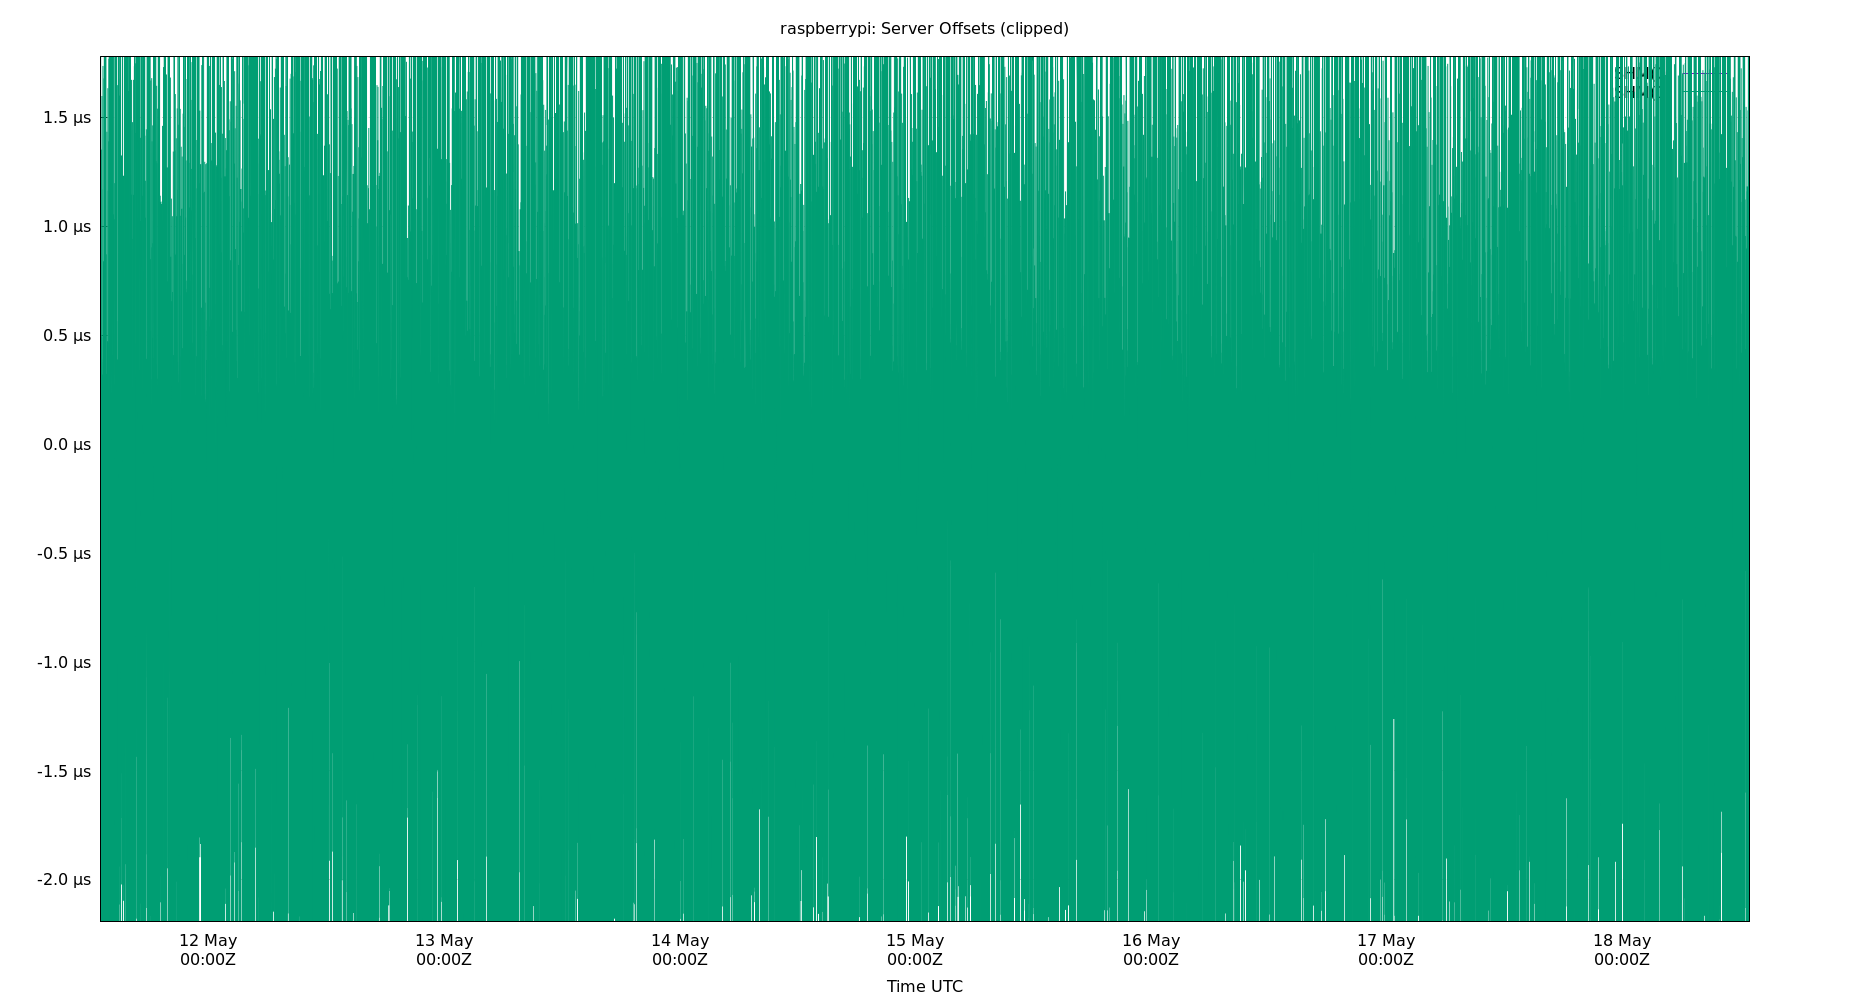 raspberrypi: Server Offsets (clipped)
1.5 µs
1.0 µs
0.5 µs
0.0 µs
-0.5 µs
-1.0 µs
-1.5 µs
-2.0 µs
12 May 13 May 14 May 15 May 16 May 17 May 18 May
00:00Z 00:00Z 00:00Z 00:00Z 00:00Z 00:00Z 00:00Z
Time UTC